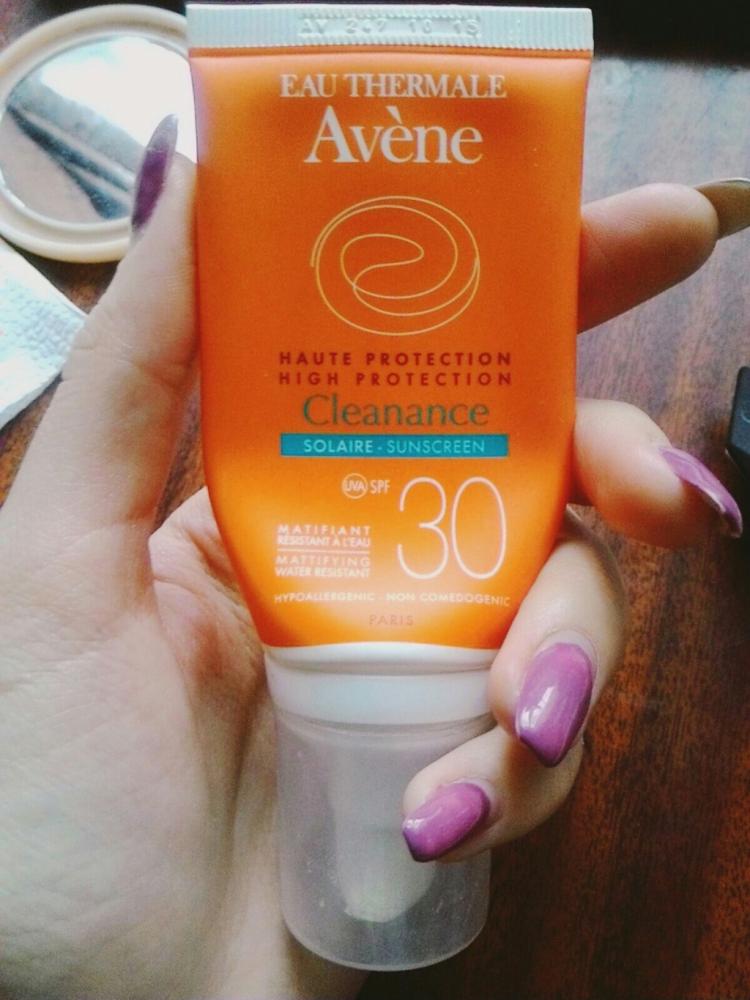 EAU THERMALE
Avène
HAUTE PROTECTION
HIGH PROTECTION
Cleanance
SOLAIRE - SUNSCREEN
UVA SPF 30
MATIFIANT
RÉSISTANT À L'EAU
MATTIFYING
WATER RESISTANT
HYPOALLERGENIC - NON COMEDOGENIC
PARIS